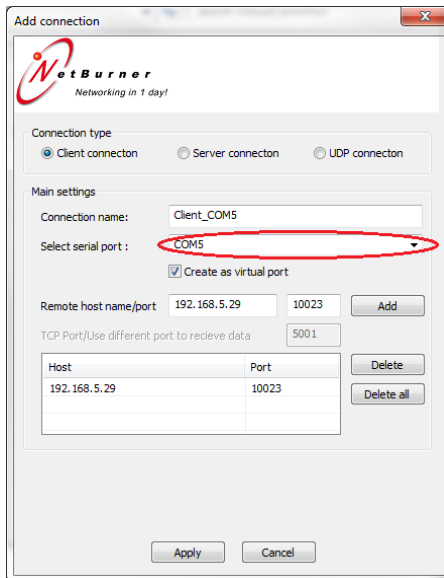 Add connection
NetBurner
Networking in 1 day!
Connection type
Client connecton
Server connecton
UDP connecton
Main settings
Connection name:
Client_COM5
Select serial port :
COM5
Create as virtual port
Remote host name/port
192.168.5.29
10023
Add
TCP Port/Use different port to recieve data
5001
Host
Port
Delete
192.168.5.29
10023
Delete all
Apply
Cancel